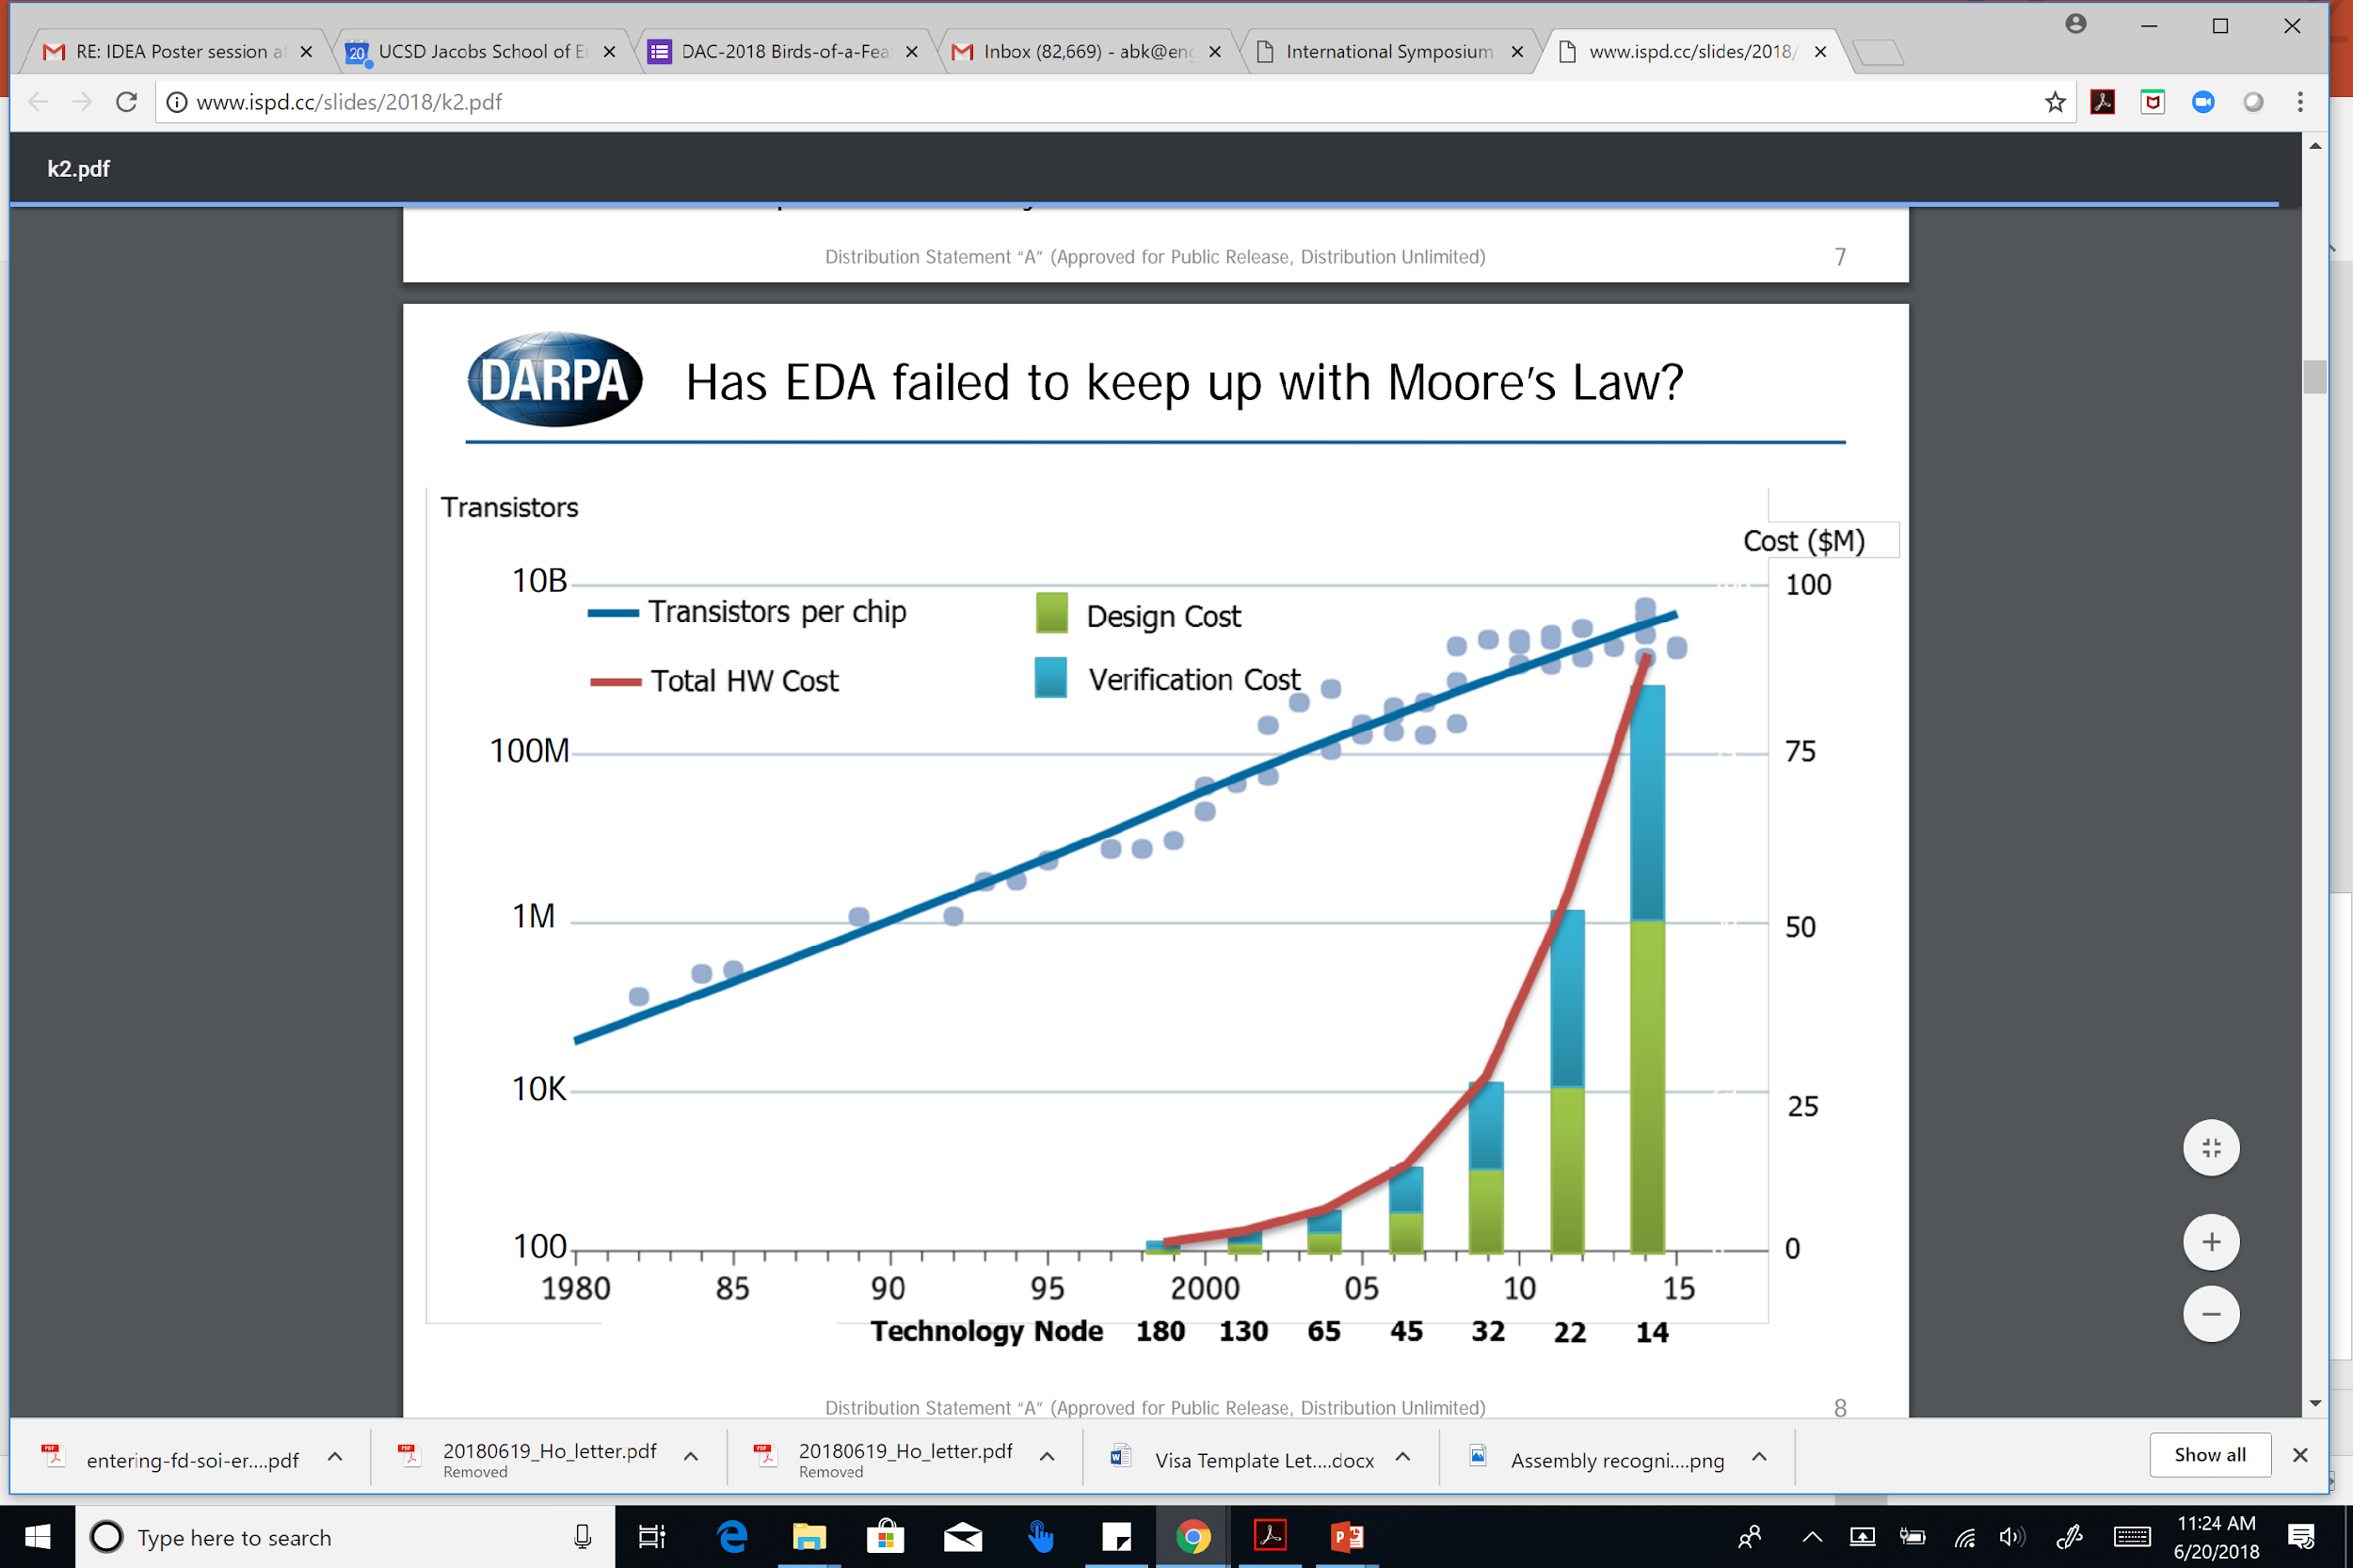 RE: IDEA Poster session a
20 UCSD Jacobs School of E
DAC-2018 Birds-of-a-Fea
Inbox (82,669) - abk@eng
International Symposium
www.ispd.cc/slides/2018/
www.ispd.cc/slides/2018/k2.pdf
k2.pdf
Distribution Statement “A” (Approved for Public Release, Distribution Unlimited)
7
DARPA
Has EDA failed to keep up with Moore’s Law?
Transistors
Cost ($M)
10B
100
Transistors per chip
Design Cost
Total HW Cost
Verification Cost
100M
75
1M
50
10K
25
100
0
1980 85 90 95 2000 05 10 15
Technology Node 180 130 65 45 32 22 14
Distribution Statement “A” (Approved for Public Release, Distribution Unlimited)
8
entering-fd-soi-er....pdf
20180619_Ho_letter.pdf
Removed
20180619_Ho_letter.pdf
Removed
Visa Template Let....docx
Assembly recogni....png
Show all
Type here to search
11:24 AM
6/20/2018